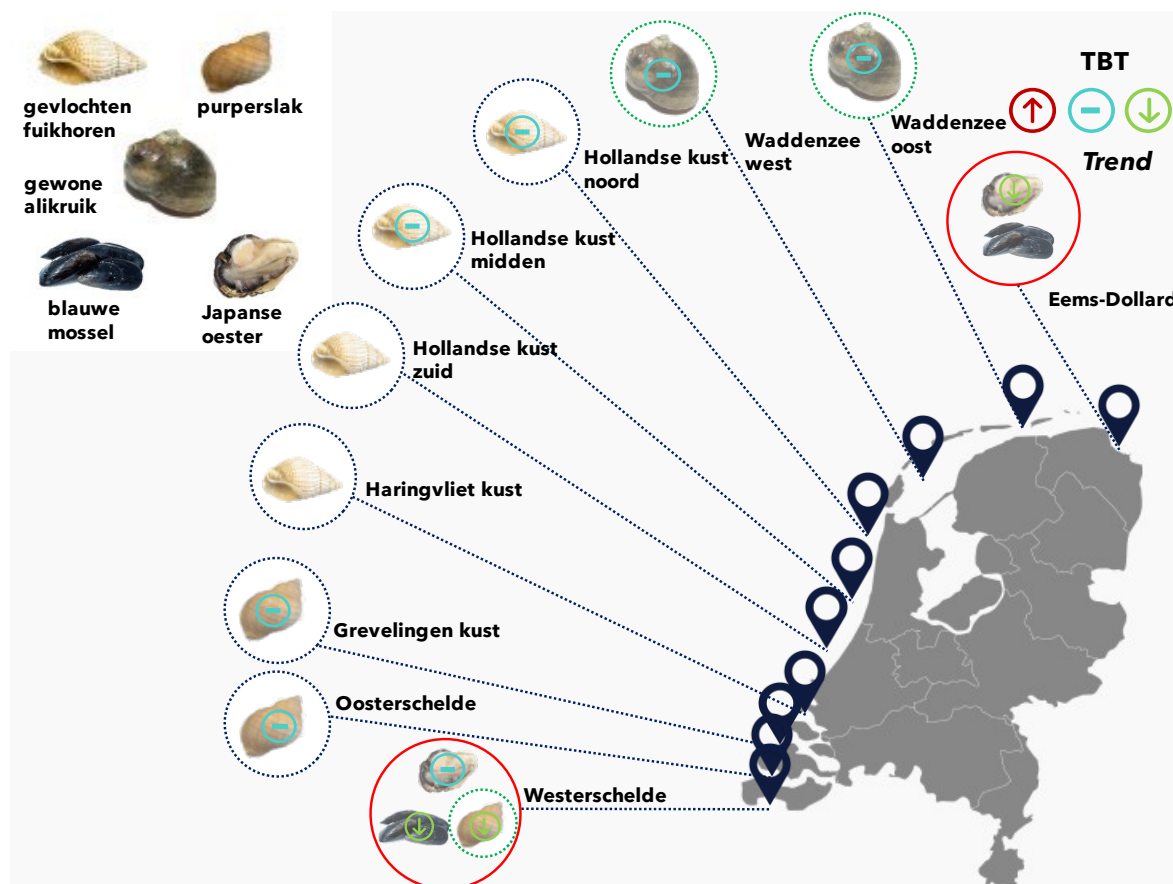 gevlochten
fuikhoren
purperslak
gewone
alikruik
blauwe
mossel
Japanse
oester
TBT
Trend
Waddenzee
oost
Waddenzee
west
Hollandse kust
noord
Hollandse kust
midden
Eems-Dollard
Hollandse kust
zuid
Haringvliet kust
Grevelingen kust
Oosterschelde
Westerschelde